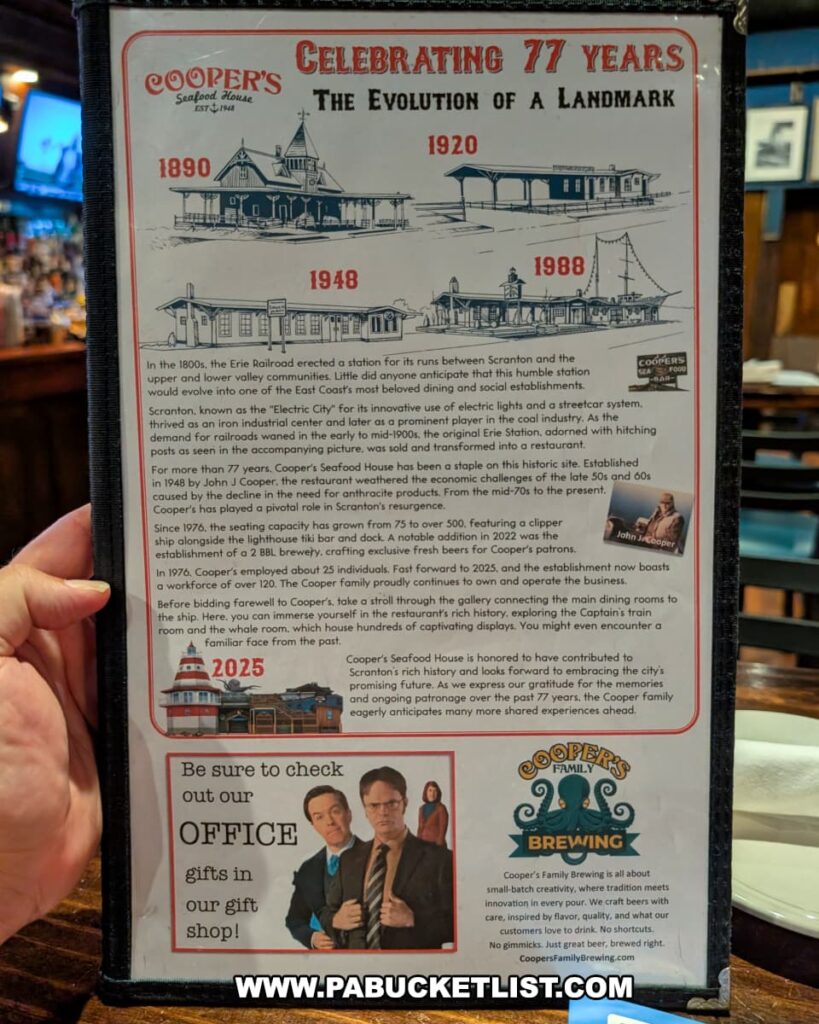 COOPER'S
Seafood House
EST 1948
CELEBRATING 77 YEARS
THE EVOLUTION OF A LANDMARK
1890
1920
1948
1988
In the 1800s, the Erie Railroad erected a station for its runs between Scranton and the
upper and lower valley communities. Little did anyone anticipate that this humble station
would evolve into one of the East Coast's most beloved dining and social establishments.
COOPERS
SEA FOOD
BAR
Scranton, known as the "Electric City" for its innovative use of electric lights and a streetcar system,
thrived as an iron industrial center and later as a prominent player in the coal industry. As the
demand for railroads waned in the early to mid-1900s, the original Erie Station, adorned with hitching
posts as seen in the accompanying picture, was sold and transformed into a restaurant.
For more than 77 years, Cooper's Seafood House has been a staple on this historic site. Established
in 1948 by John J Cooper, the restaurant weathered the economic challenges of the late 50s and 60s
caused by the decline in the need for anthracite products. From the mid-70s to the present,
Cooper's has played a pivotal role in Scranton's resurgence.
John J. Cooper
Since 1976, the seating capacity has grown from 75 to over 500, featuring a clipper
ship alongside the lighthouse tiki bar and dock. A notable addition in 2022 was the
establishment of a 2 BBL brewery, crafting exclusive fresh beers for Cooper's patrons.
In 1976, Cooper's employed about 25 individuals. Fast forward to 2025, and the establishment now boasts
a workforce of over 120. The Cooper family proudly continues to own and operate the business.
Before bidding farewell to Cooper's, take a stroll through the gallery connecting the main dining rooms to
the ship. Here, you can immerse yourself in the restaurant's rich history, exploring the Captain's train
room and the whale room, which house hundreds of captivating displays. You might even encounter a
familiar face from the past.
2025
Cooper's Seafood House is honored to have contributed to
Scranton's rich history and looks forward to embracing the city's
promising future. As we express our gratitude for the memories
and ongoing patronage over the past 77 years, the Cooper family
eagerly anticipates many more shared experiences ahead.
Be sure to check
out our
OFFICE
gifts in
our gift
shop!
COOPER'S
FAMILY
BREWING
Cooper's Family Brewing is all about
small-batch creativity, where tradition meets
innovation in every pour. We craft beers with
care, inspired by flavor, quality, and what our
customers love to drink. No shortcuts.
No gimmicks. Just great beer, brewed right.
CoopersFamilyBrewing.com
WWW.PABUCKETLIST.COM